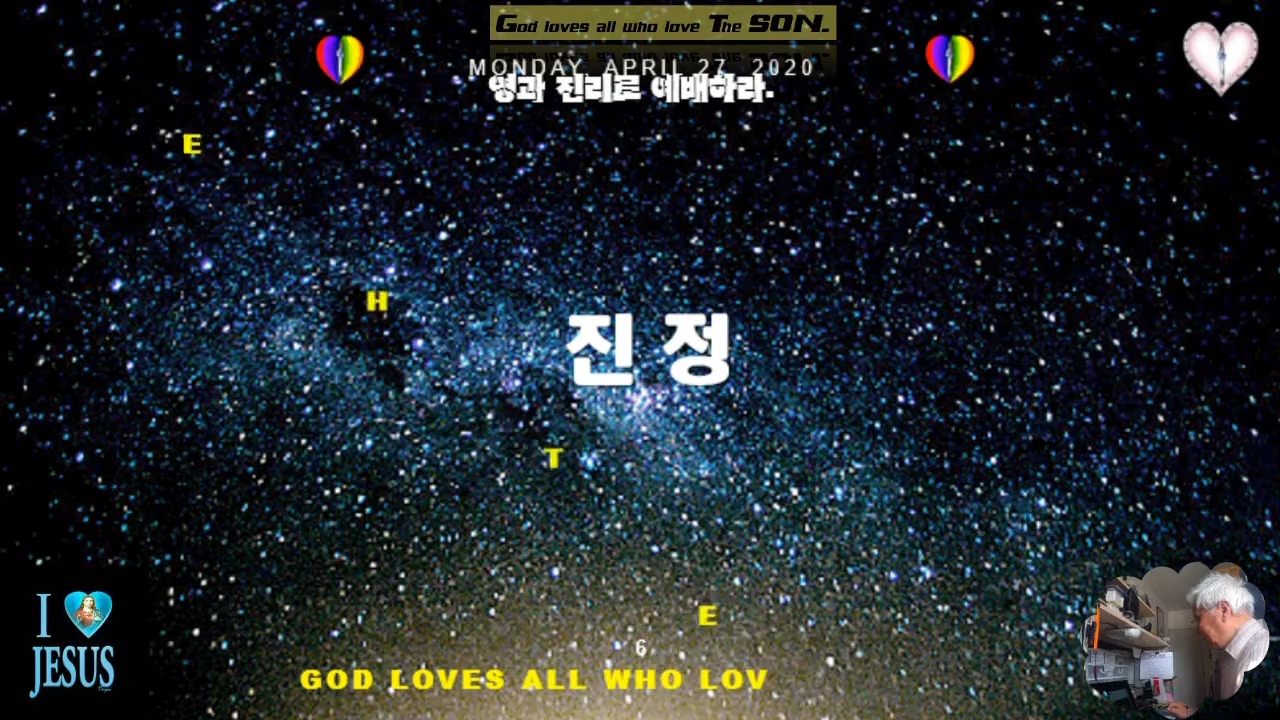 God loves all who love The SON.
MONDAY APRIL 27 2020
영과 진리로 예배하라.
E
H
진정
T
E
6
GOD LOVES ALL WHO LOV
I
JESUS